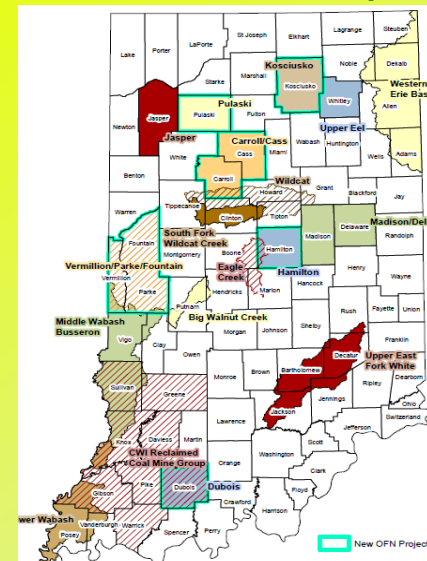 Steuben
Lagrange
Elkhart
St Joseph
LaPorte
Porter
Lake
Noble
Dekalb
Kosciusko
Marshall
Starke
Western
Erie Bas
Kosciusko
Allen
Whitley
Pulaski
Jasper
Pulaski
Fulton
Newton
Upper Eel
Jasper
Carroll/Cass
Wabash
Huntington
Adams
White
Cass
Miami
Wells
Benton
Carroll
Wildcat
Grant
Blackford
Jay
Howard
Tippecanoe
Warren
Clinton
Tipton
Madison/Del
South Fork
Wildcat Creek
Delaware
Madison
Randolph
Fountain
Montgomery
Boone
Hamilton
Vermillion/Parke/Fountain
Eagle
Creek
Hamilton
Henry
Wayne
Vermillion
Parke
Hendricks
Marion
Hancock
Putnam
Rush
Fayette
Union
Middle Wabash
Busseron
Big Walnut Creek
Shelby
Morgan
Johnson
Franklin
Vigo
Clay
Owen
Decatur
Upper East
Fork White
Monroe
Brown
Bartholomew
Sullivan
Greene
Ripley
Dearborn
Jennings
Jackson
Ohio
Switzerland
Lawrence
Jefferson
Knox
Daviess
Martin
Washington
Scott
CWI Reclaimed
Coal Mine Group
Orange
Clark
Gibson
Pike
Dubois
Dubois
Floyd
Crawford
Harrison
wer Wabash
Vanderburgh
Warrick
Spencer
Perry
Posey
New OFN Project